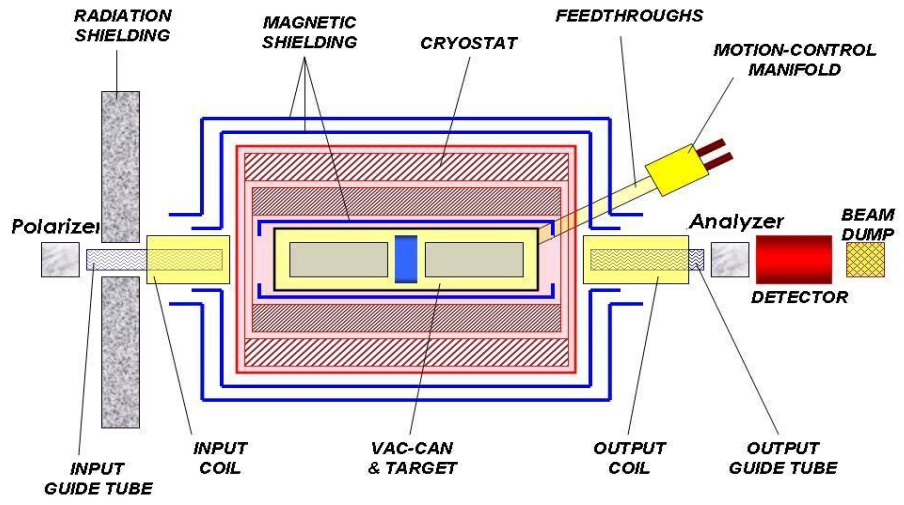 RADIATION
SHIELDING
MAGNETIC
SHIELDING
CRYOSTAT
FEEDTHROUGHS
MOTION-CONTROL
MANIFOLD
Polarizer
Analyzer
BEAM
DUMP
DETECTOR
INPUT
GUIDE TUBE
INPUT
COIL
VAC-CAN
& TARGET
OUTPUT
COIL
OUTPUT
GUIDE TUBE